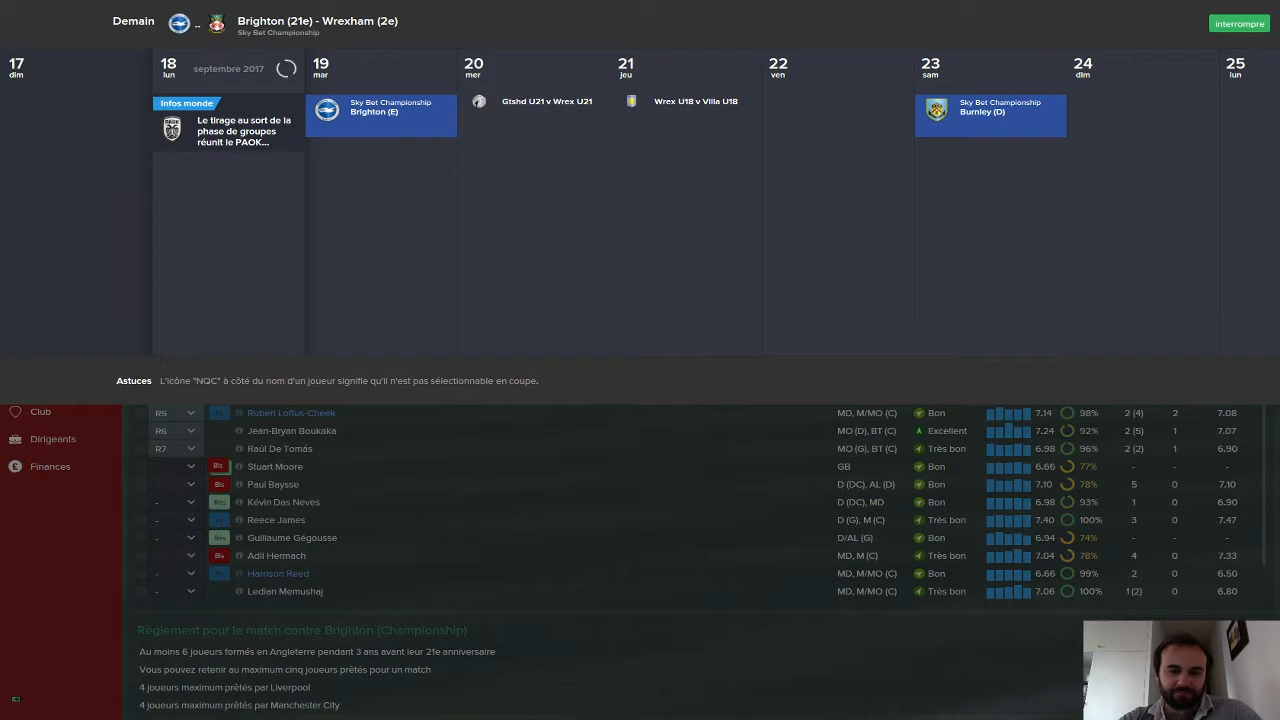 Demain
Brighton (21e) - Wrexham (2e)
Sky Bet Championship
interrompre
17
dim
18
lun
septembre 2017
19
mar
20
mer
21
jeu
22
ven
23
sam
24
dim
25
lun
Infos monde
Le tirage au sort de la
phase de groupes
réunit le PAOK...
Sky Bet Championship
Brighton (E)
Gtshd U21 v Wrex U21
Wrex U18 v Villa U18
Sky Bet Championship
Burnley (D)
Astuces L'icône "NQC" à côté du nom d'un joueur signifie qu'il n'est pas sélectionnable en coupe.
Club
Dirigeants
Finances
R5 Ruben Loftus-Cheek MD, M/MO (C) Bon 7.14 98% 2 (4) 2 7.08
R6 Jean-Bryan Boukaka MO (D), BT (C) Excellent 7.24 92% 2 (5) 1 7.07
R7 Raúl De Tomás MO (G), BT (C) Très bon 6.98 96% 2 (2) 1 6.90
Bls Stuart Moore GB Bon 6.66 77% - - -
Bls Paul Baysse D (DC), AL (D) Bon 7.10 78% 5 0 7.10
- Rés Kévin Das Neves D (DC), MD Bon 6.98 93% 1 0 6.90
- Reece James D (G), M (C) Très bon 7.40 100% 3 0 7.47
- Rés Guillaume Gégousse D/AL (G) Bon 6.94 74% - - -
Bls Adil Hermach MD, M (C) Très bon 7.04 78% 4 0 7.33
- Harrison Reed MD, M/MO (C) Bon 6.66 99% 2 0 6.50
- Ledian Memushaj MD, M/MO (C) Très bon 7.06 100% 1 (2) 0 6.80
Règlement pour le match contre Brighton (Championship)
Au moins 6 joueurs formés en Angleterre pendant 3 ans avant leur 21e anniversaire
Vous pouvez retenir au maximum cinq joueurs prêtés pour un match
4 joueurs maximum prêtés par Liverpool
4 joueurs maximum prêtés par Manchester City